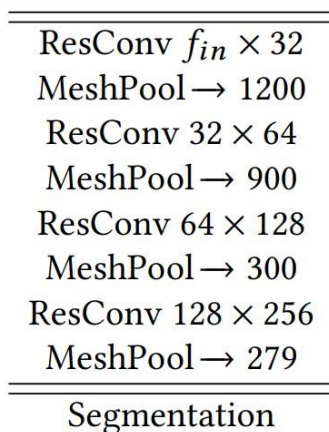 ResConv f_in × 32
MeshPool → 1200
ResConv 32 × 64
MeshPool → 900
ResConv 64 × 128
MeshPool → 300
ResConv 128 × 256
MeshPool → 279
Segmentation